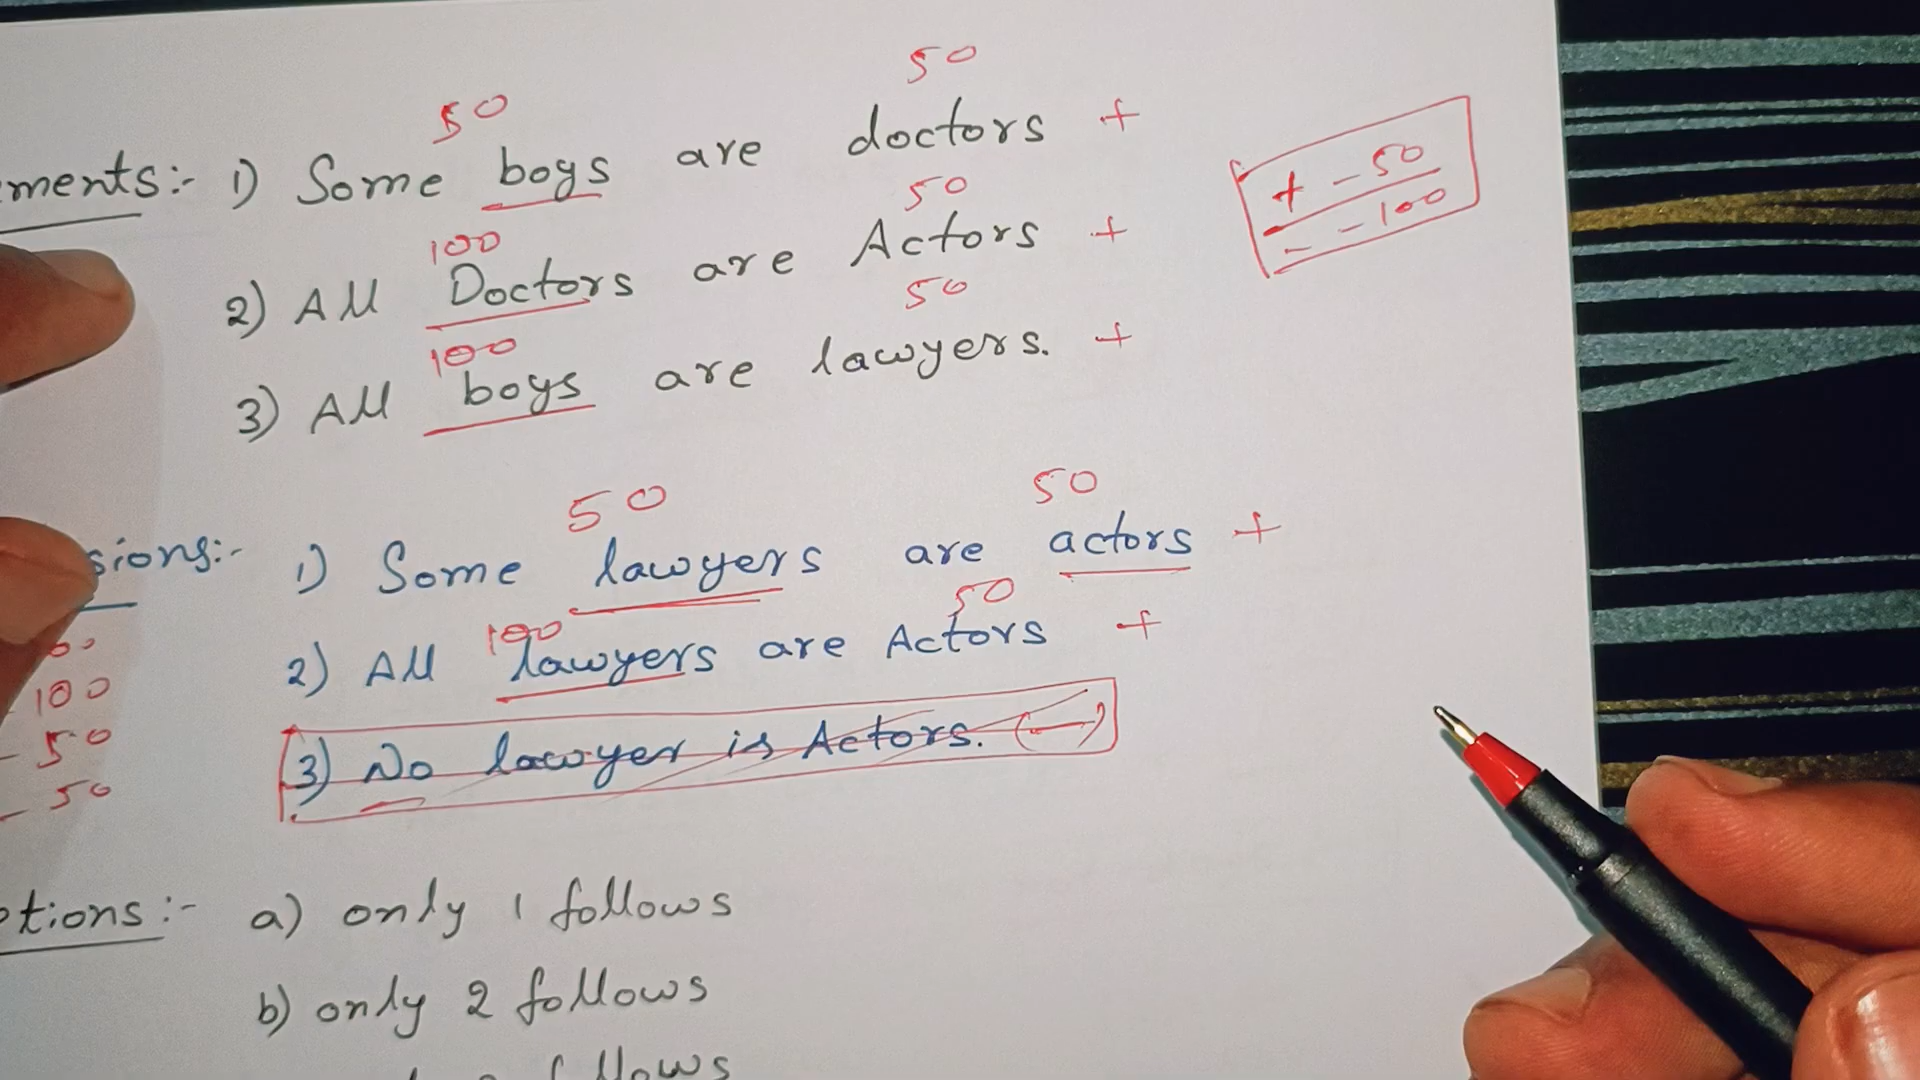 50 50
ments:- 1) Some boys are doctors +
+ - 50
- - 100
100 50
2) All Doctors are Actors +
100 50
3) All boys are lawyers. +
50 50
sions:- 1) Some lawyers are actors +
100 50
2) All lawyers are Actors +
100
50
50
3) No lawyer is Actors. (-)
otions:- a) only 1 follows
b) only 2 follows
follows